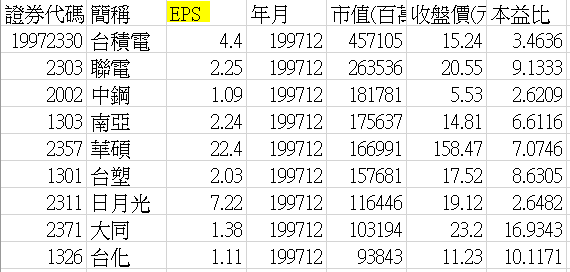 證券代碼 簡稱 EPS 年月 市值(百萬 收盤價(元 本益比
19972330 台積電 4.4 199712 457105 15.24 3.4636
2303 聯電 2.25 199712 263536 20.55 9.1333
2002 中鋼 1.09 199712 181781 5.53 2.6209
1303 南亞 2.24 199712 175637 14.81 6.6116
2357 華碩 22.4 199712 166991 158.47 7.0746
1301 台塑 2.03 199712 157681 17.52 8.6305
2311 日月光 7.22 199712 116446 19.12 2.6482
2371 大同 1.38 199712 103194 23.2 16.9343
1326 台化 1.11 199712 93843 11.23 10.1171